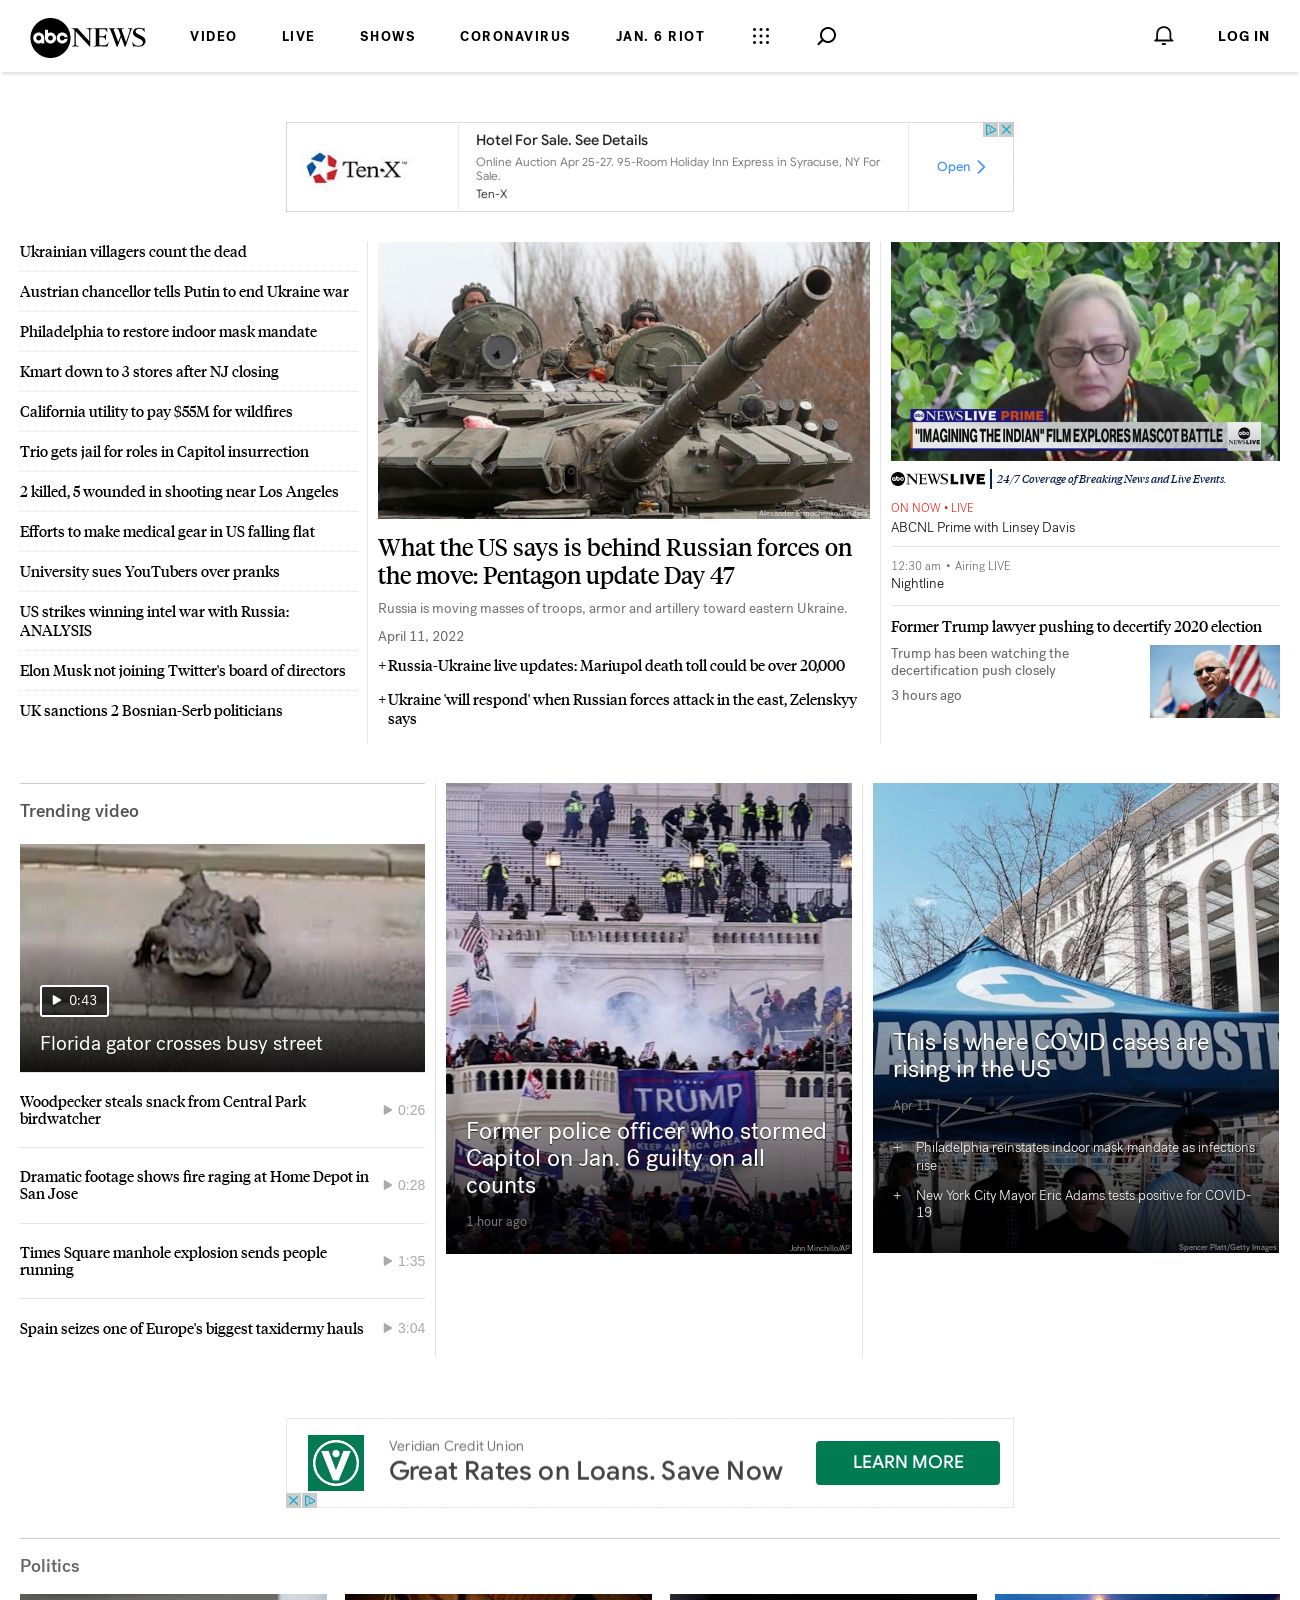 abc NEWS
VIDEO
LIVE
SHOWS
CORONAVIRUS
JAN. 6 RIOT
LOG IN
Ten-X™
Hotel For Sale. See Details
Online Auction Apr 25-27. 95-Room Holiday Inn Express in Syracuse, NY For
Sale.
Ten-X
Open
Ukrainian villagers count the dead
Austrian chancellor tells Putin to end Ukraine war
Philadelphia to restore indoor mask mandate
Kmart down to 3 stores after NJ closing
California utility to pay $55M for wildfires
Trio gets jail for roles in Capitol insurrection
2 killed, 5 wounded in shooting near Los Angeles
Efforts to make medical gear in US falling flat
University sues YouTubers over pranks
US strikes winning intel war with Russia:
ANALYSIS
Elon Musk not joining Twitter's board of directors
UK sanctions 2 Bosnian-Serb politicians
Alexander Ermochenko/Reuters
What the US says is behind Russian forces on
the move: Pentagon update Day 47
Russia is moving masses of troops, armor and artillery toward eastern Ukraine.
April 11, 2022
+ Russia-Ukraine live updates: Mariupol death toll could be over 20,000
+ Ukraine 'will respond' when Russian forces attack in the east, Zelenskyy
says
abc NEWS LIVE PRIME
"IMAGINING THE INDIAN" FILM EXPLORES MASCOT BATTLE
abc
NEWS LIVE
abc NEWS LIVE
24/7 Coverage of Breaking News and Live Events.
ON NOW • LIVE
ABCNL Prime with Linsey Davis
12:30 am • Airing LIVE
Nightline
Former Trump lawyer pushing to decertify 2020 election
Trump has been watching the
decertification push closely
3 hours ago
Trending video
0:43
Florida gator crosses busy street
Woodpecker steals snack from Central Park
birdwatcher
0:26
Dramatic footage shows fire raging at Home Depot in
San Jose
0:28
Times Square manhole explosion sends people
running
1:35
Spain seizes one of Europe's biggest taxidermy hauls
3:04
TRUMP
2020
KEEP AMERICA GREAT
Former police officer who stormed
Capitol on Jan. 6 guilty on all
counts
1 hour ago
John Minchillo/AP
ACCINES | BOOSTE
This is where COVID cases are
rising in the US
Apr 11
+ Philadelphia reinstates indoor mask mandate as infections
rise
+ New York City Mayor Eric Adams tests positive for COVID-
19
Spencer Platt/Getty Images
Veridian Credit Union
Great Rates on Loans. Save Now
LEARN MORE
Politics